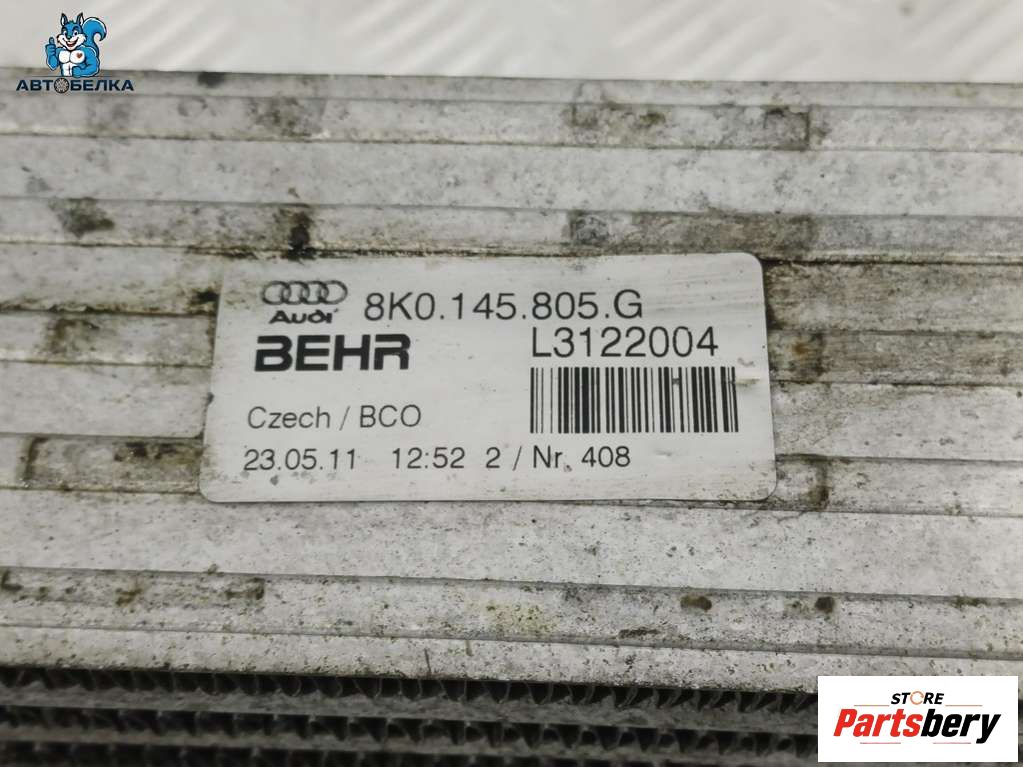 АВТОБЕЛКА
Audi 8K0.145.805.G
BEHR L3122004
Czech / BCO
23.05.11 12:52 2 / Nr. 408
STORE
Partsbery